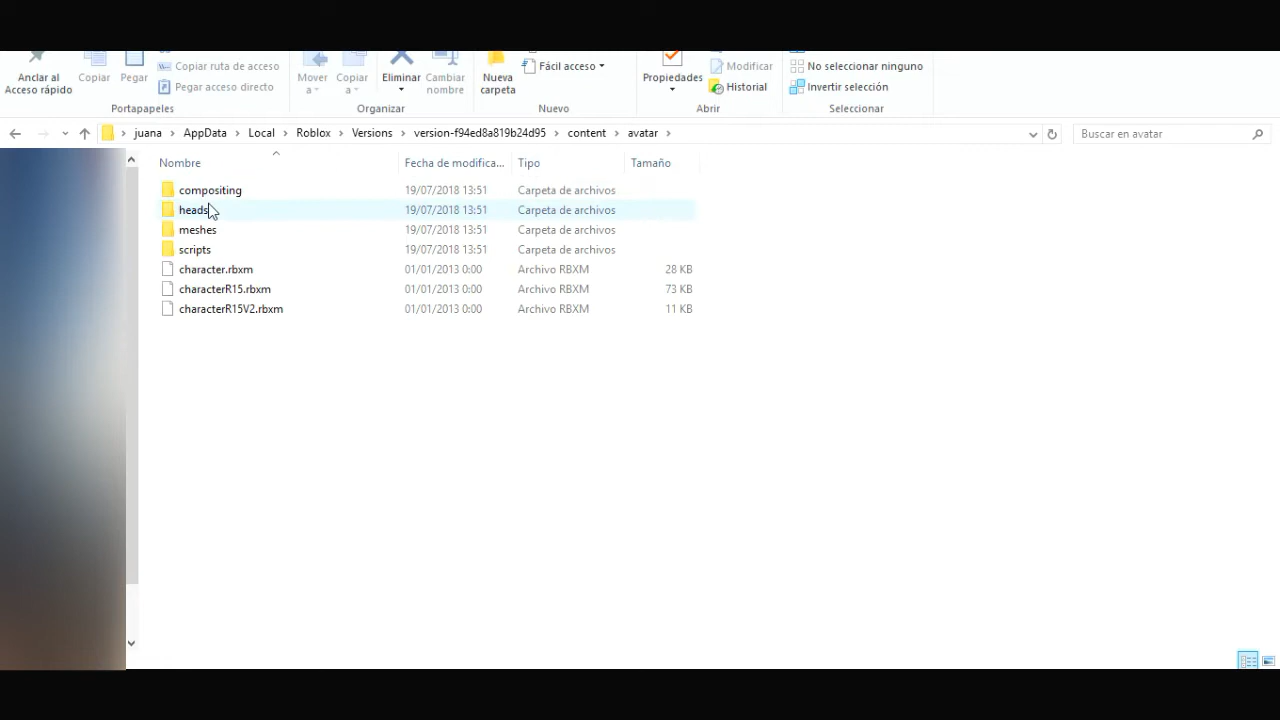 Anclar al
Acceso rápido
Copiar
Pegar
Copiar ruta de acceso
Pegar acceso directo
Portapapeles
Mover
a
Copiar
a
Eliminar
Cambiar
nombre
Organizar
Nueva
carpeta
Fácil acceso
Nuevo
Propiedades
Modificar
Historial
Abrir
No seleccionar ninguno
Invertir selección
Seleccionar
juana > AppData > Local > Roblox > Versions > version-f94ed8a819b24d95 > content > avatar >
Buscar en avatar
Nombre Fecha de modifica... Tipo Tamaño
compositing 19/07/2018 13:51 Carpeta de archivos
heads 19/07/2018 13:51 Carpeta de archivos
meshes 19/07/2018 13:51 Carpeta de archivos
scripts 19/07/2018 13:51 Carpeta de archivos
character.rbxm 01/01/2013 0:00 Archivo RBXM 28 KB
characterR15.rbxm 01/01/2013 0:00 Archivo RBXM 73 KB
characterR15V2.rbxm 01/01/2013 0:00 Archivo RBXM 11 KB